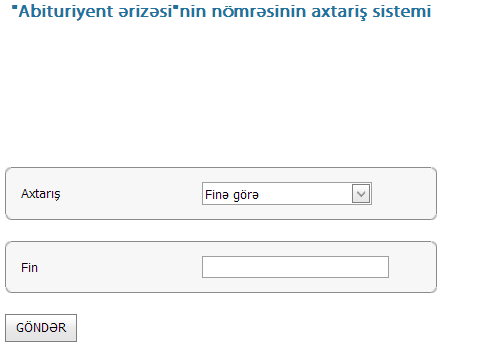 "Abituriyent ərizəsi"nin nömrəsinin axtariş sistemi
Axtarış
Finə görə
Fin
GÖNDƏR